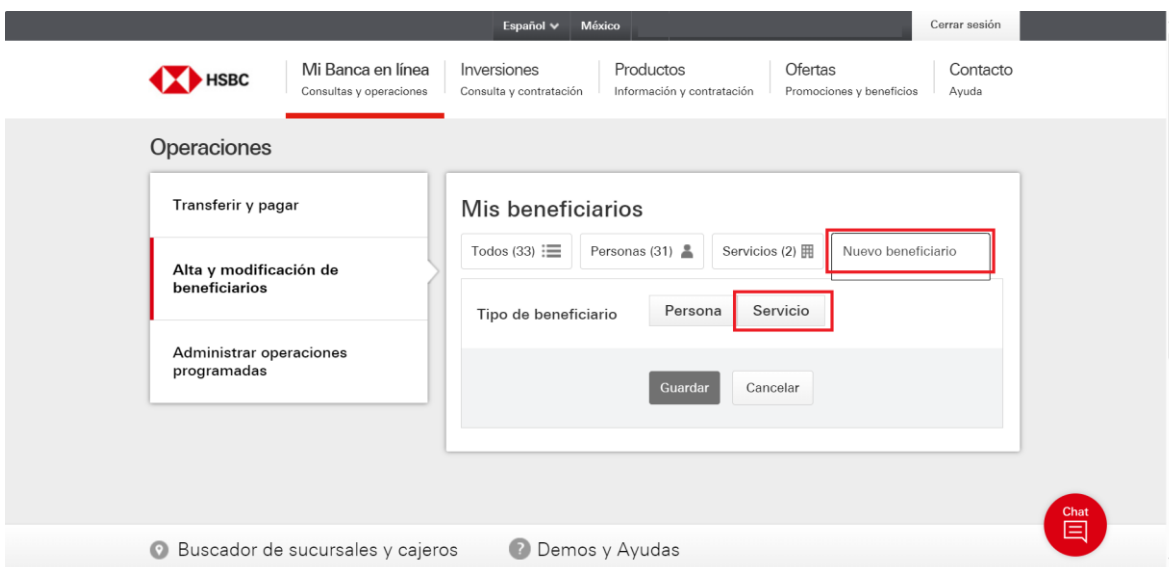 Español México Cerrar sesión
HSBC
Mi Banca en línea Inversiones Productos Ofertas Contacto
Consultas y operaciones Consulta y contratación Información y contratación Promociones y beneficios Ayuda
Operaciones
Transferir y pagar
Alta y modificación de
beneficiarios
Administrar operaciones
programadas
Mis beneficiarios
Todos (33) Personas (31) Servicios (2) Nuevo beneficiario
Tipo de beneficiario Persona Servicio
Guardar Cancelar
Chat
Buscador de sucursales y cajeros ? Demos y Ayudas